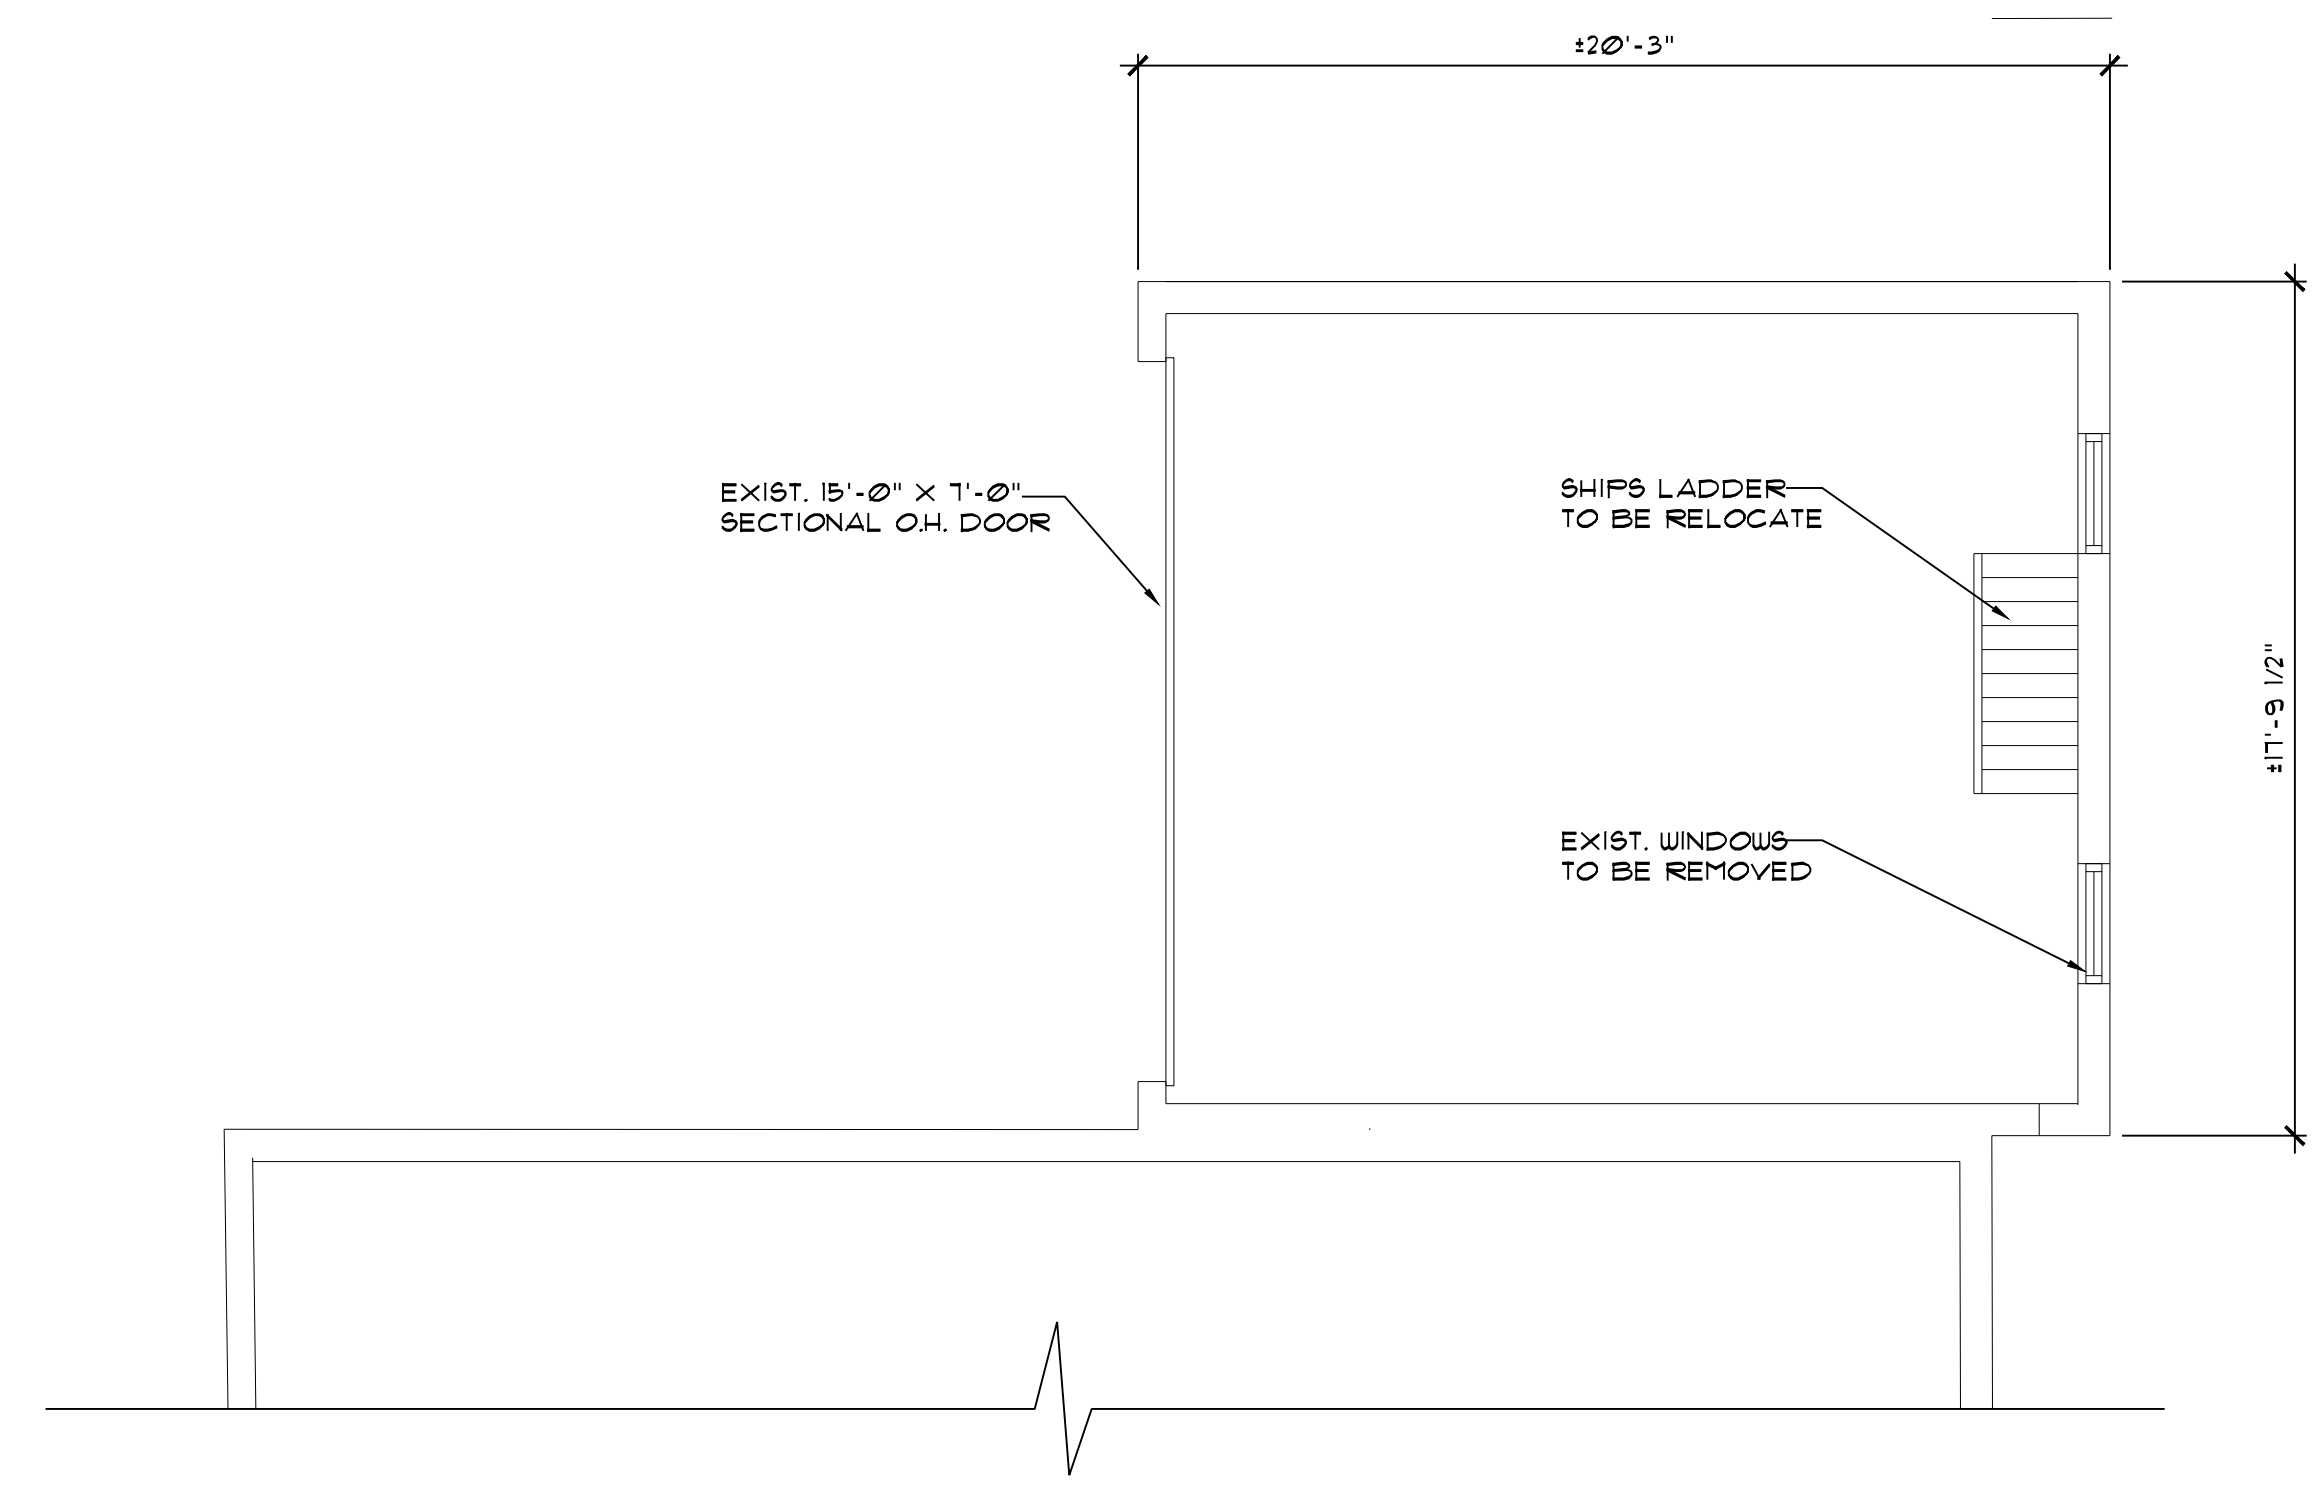 ±20'-3"
EXIST. 15'-0" X 7'-0"
SECTIONAL O.H. DOOR
SHIPS LADDER
TO BE RELOCATE
±17'-9 1/2"
EXIST. WINDOWS
TO BE REMOVED